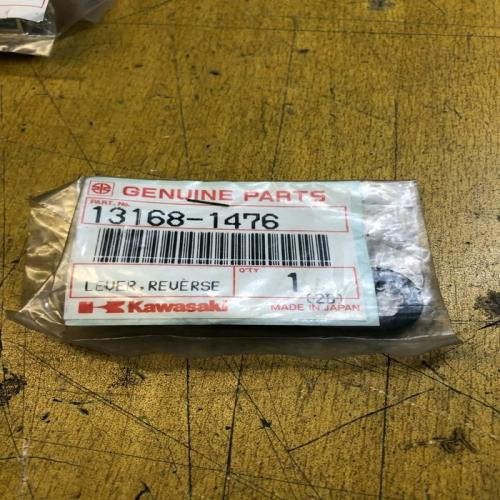 GENUINE PARTS
PART. No.
13168-1476
LEVER.REVERSE
Q'TY
1
Kawasaki
MADE IN JAPAN